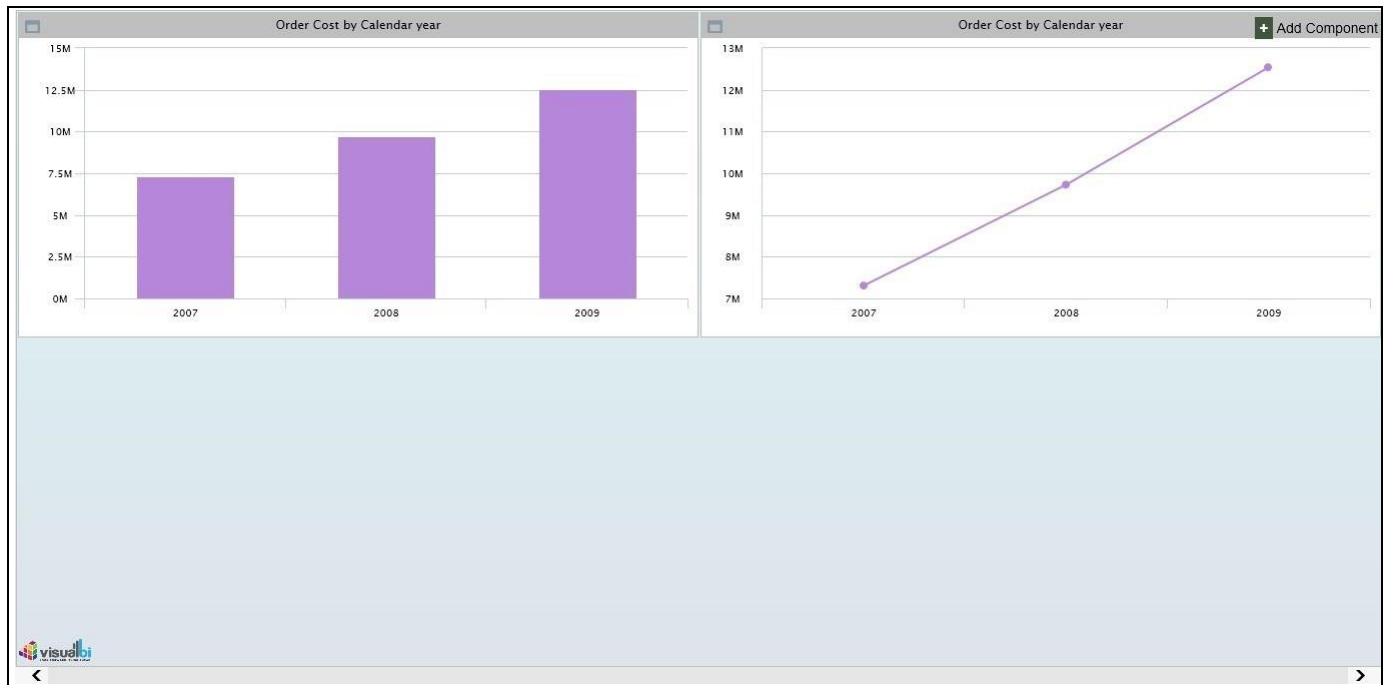 Order Cost by Calendar year
15M
12.5M
10M
7.5M
5M
2.5M
0M
2007 2008 2009
Order Cost by Calendar year
+ Add Component
13M
12M
11M
10M
9M
8M
7M
2007 2008 2009
visualbi